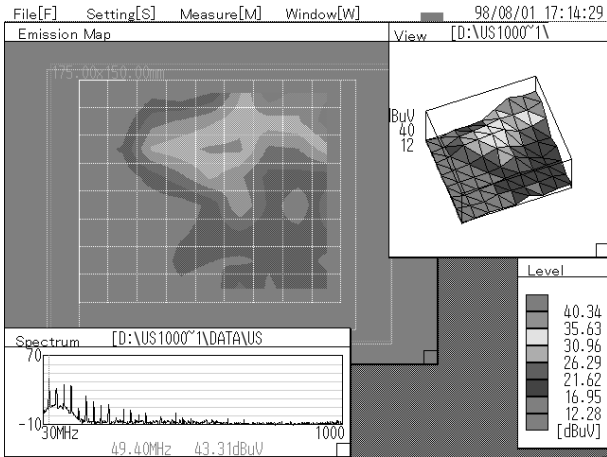 File[F] Setting[S] Measure[M] Window[W] 98/08/01 17:14:29
Emission Map
175.00x150.00mm
View [D:\US1000~1\
dBuV
40
12
Level
40.34
35.63
30.96
26.29
21.62
16.95
12.28
[dBuV]
Spectrum [D:\US1000~1\DATA\US
70
-10
30MHz 1000
49.40MHz 43.31dBuV